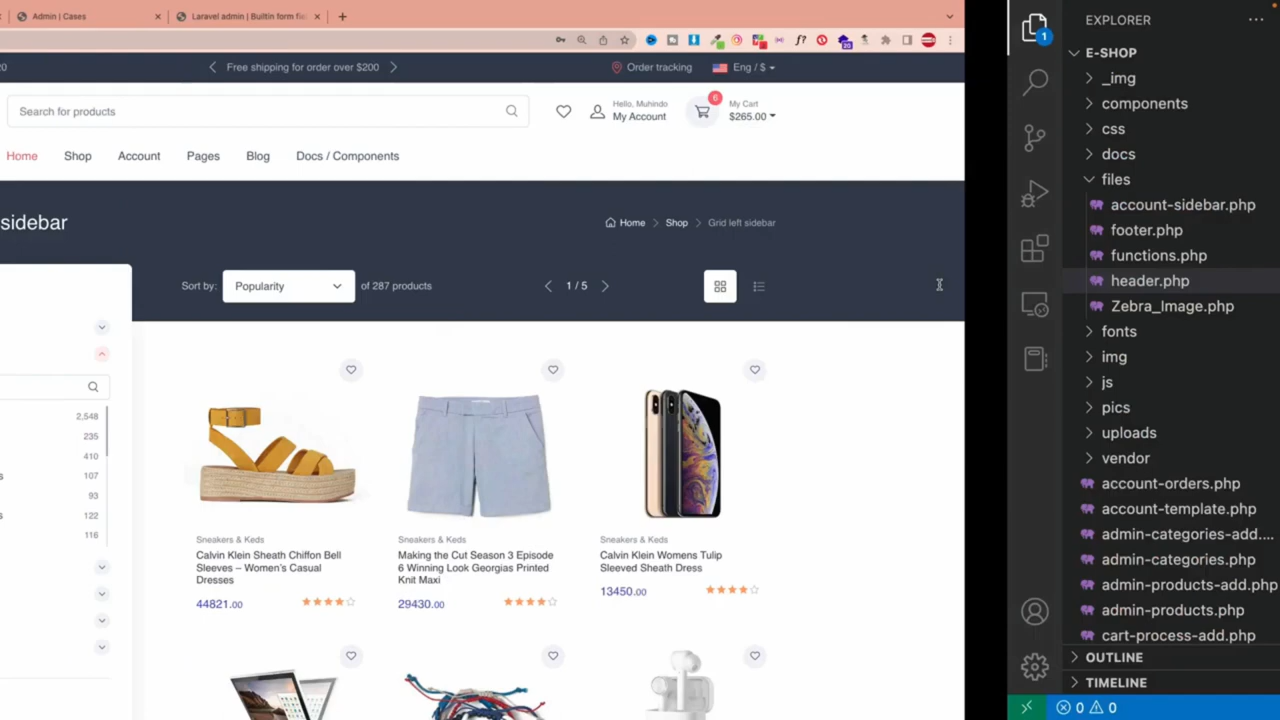 Admin | Cases
Laravel admin | Builtin form fie
20
Free shipping for order over $200
Order tracking
Eng / $
Search for products
Hello, Muhindo
My Account
6
My Cart
$265.00
Home
Shop
Account
Pages
Blog
Docs / Components
sidebar
Home
Shop
Grid left sidebar
Sort by:
Popularity
of 287 products
1 / 5
2,548
235
410
s
107
93
s
122
116
Sneakers & Keds
Calvin Klein Sheath Chiffon Bell
Sleeves – Women's Casual
Dresses
44821.00
Sneakers & Keds
Making the Cut Season 3 Episode
6 Winning Look Georgias Printed
Knit Maxi
29430.00
Sneakers & Keds
Calvin Klein Womens Tulip
Sleeved Sheath Dress
13450.00
EXPLORER
1
E-SHOP
_img
components
css
docs
files
account-sidebar.php
footer.php
functions.php
header.php
Zebra_Image.php
fonts
img
js
pics
uploads
vendor
account-orders.php
account-template.php
admin-categories-add....
admin-categories.php
admin-products-add.php
admin-products.php
cart-process-add.php
OUTLINE
TIMELINE
0
0